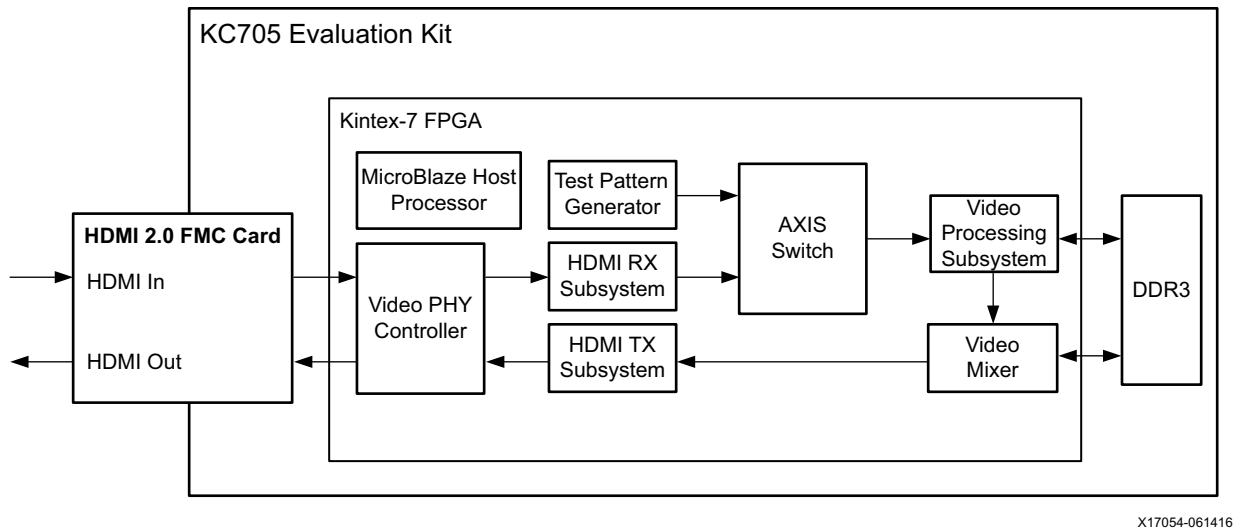 KC705 Evaluation Kit
Kintex-7 FPGA
MicroBlaze Host
Processor
Test Pattern
Generator
AXIS
Switch
Video
Processing
Subsystem
DDR3
HDMI 2.0 FMC Card
HDMI In
HDMI Out
Video PHY
Controller
HDMI RX
Subsystem
HDMI TX
Subsystem
Video
Mixer
X17054-061416